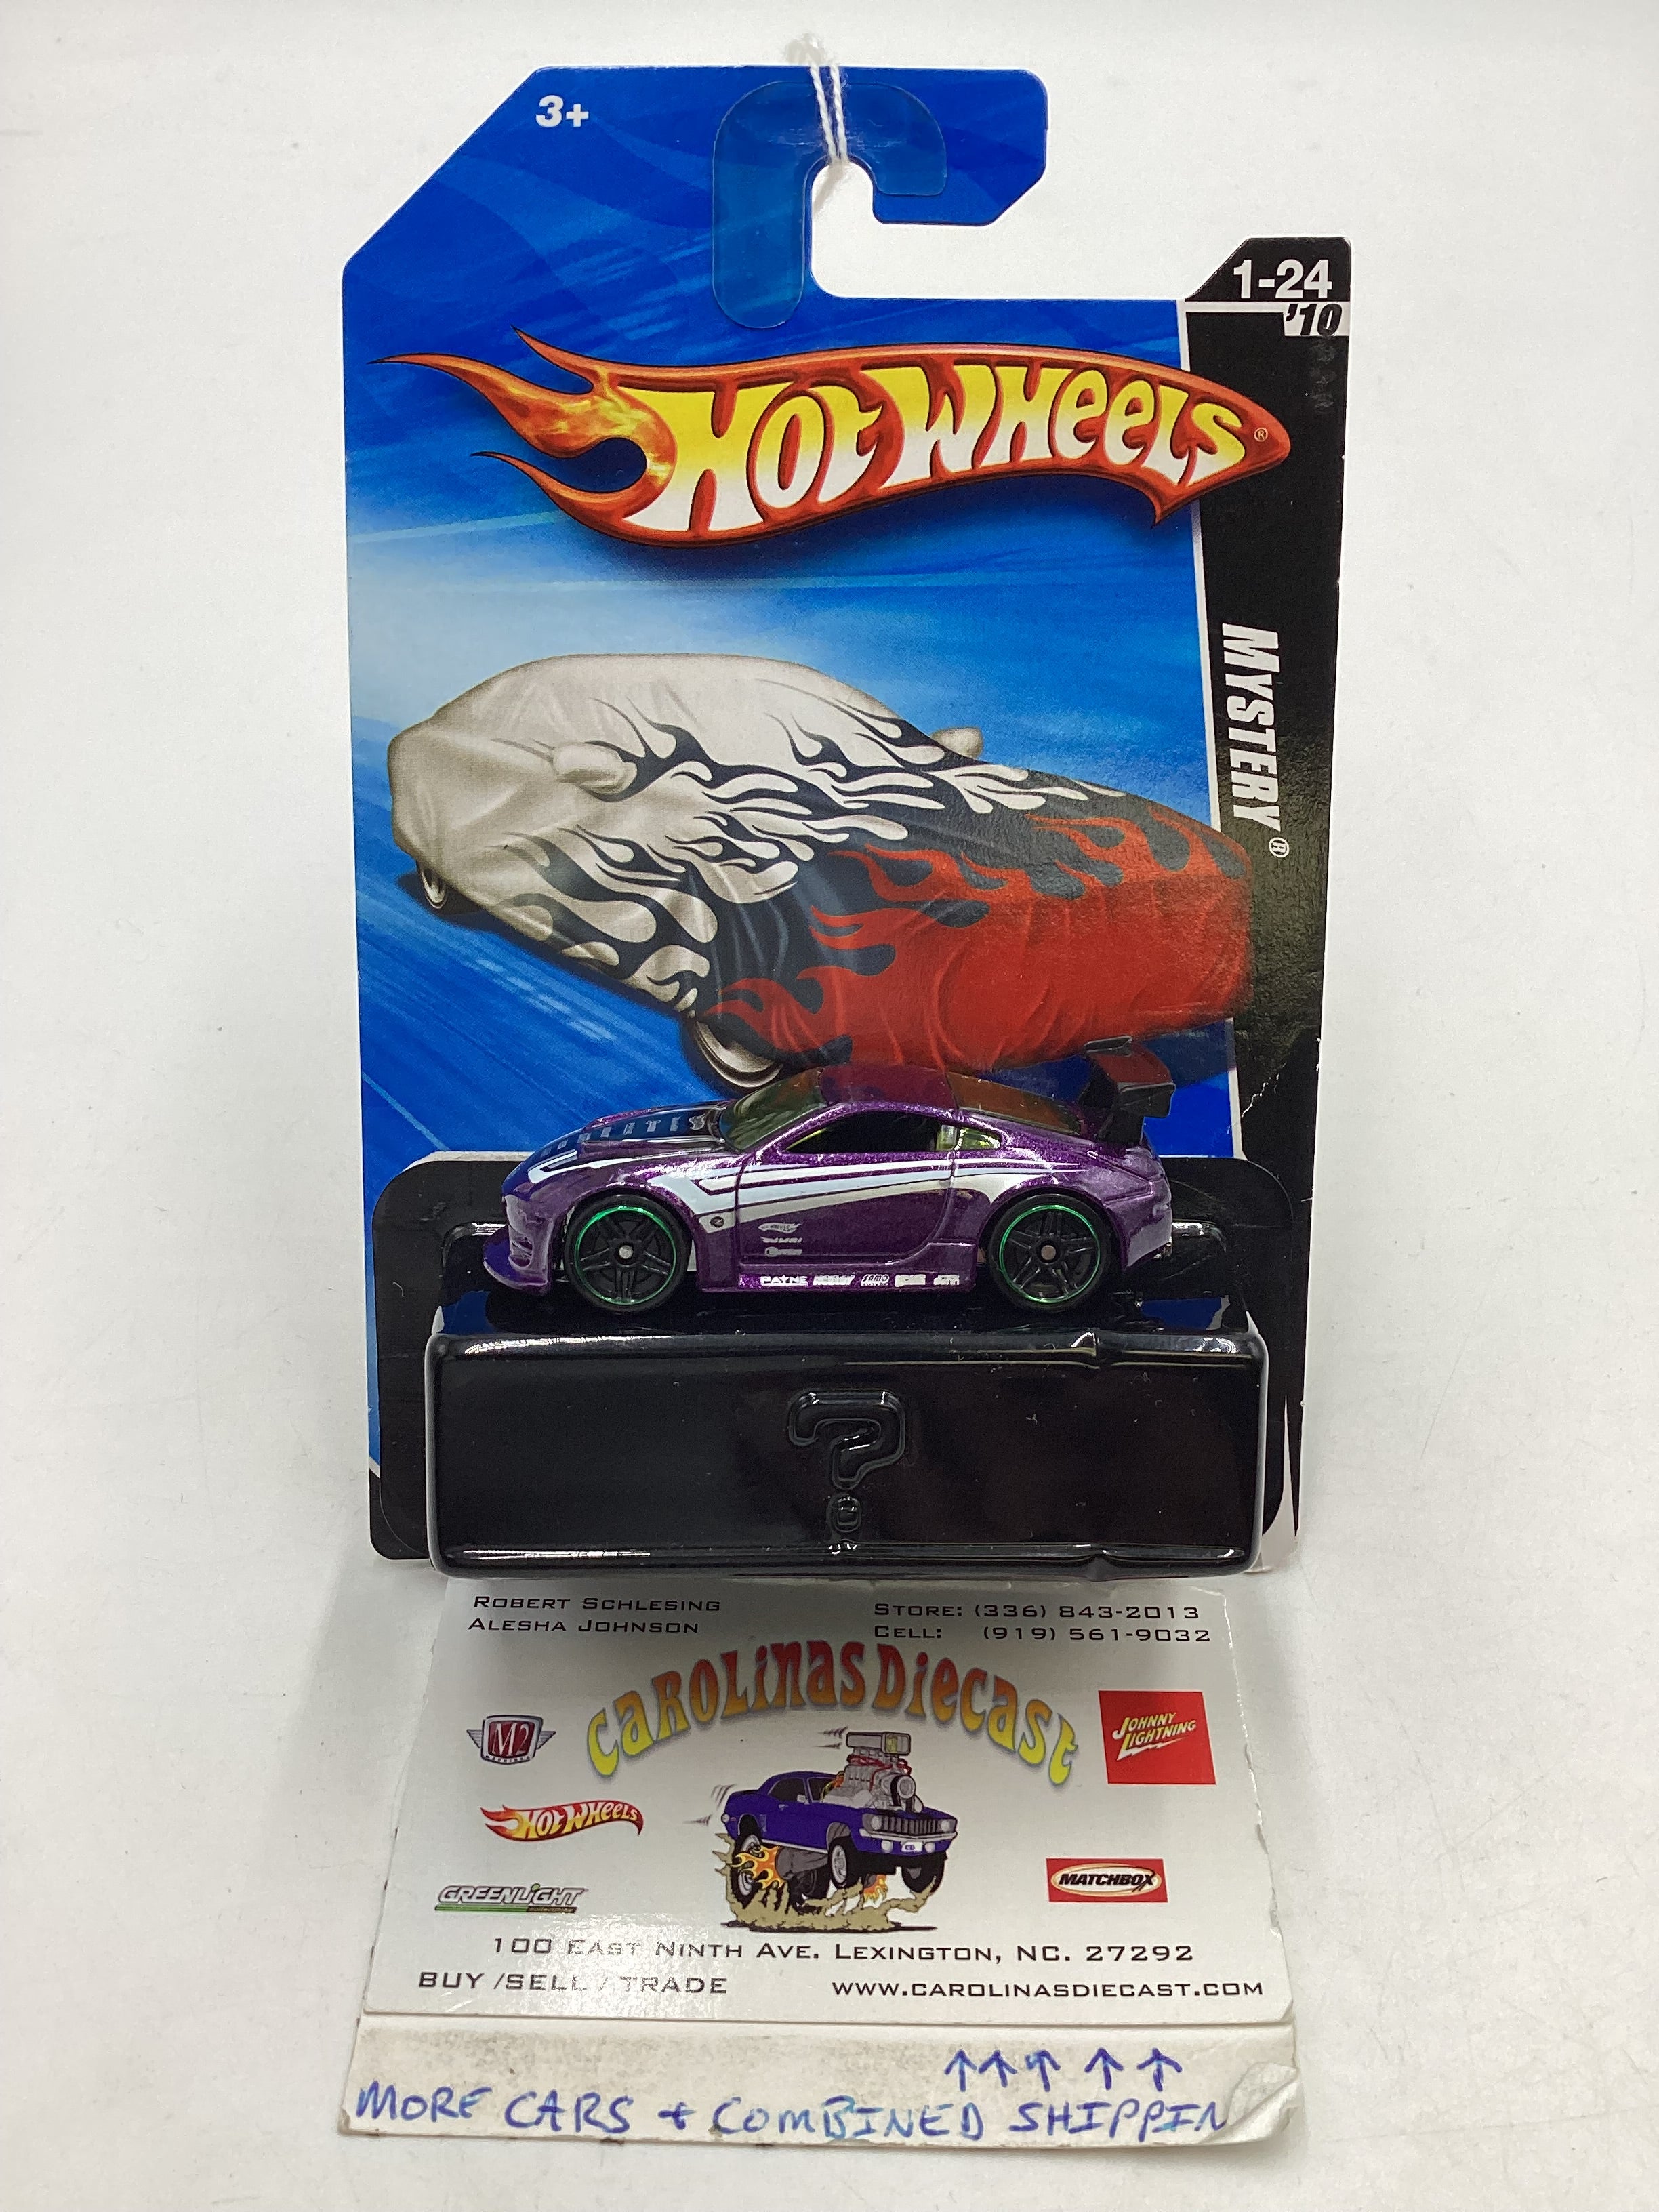 3+
1-24
'10
HOT WHEELS ®
MYSTERY ®
PAYNE
?
ROBERT SCHLESING
ALESHA JOHNSON
STORE: (336) 843-2013
CELL: (919) 561-9032
CAROLINAS DIECAST
M2
JOHNNY LIGHTNING
HOT WHEELS
GREENLIGHT
MATCHBOX
100 EAST NINTH AVE. LEXINGTON, NC. 27292
BUY /SELL / TRADE
WWW.CAROLINASDIECAST.COM
↑↑↑ ↑ ↑
MORE CARS + COMBINED SHIPPIN